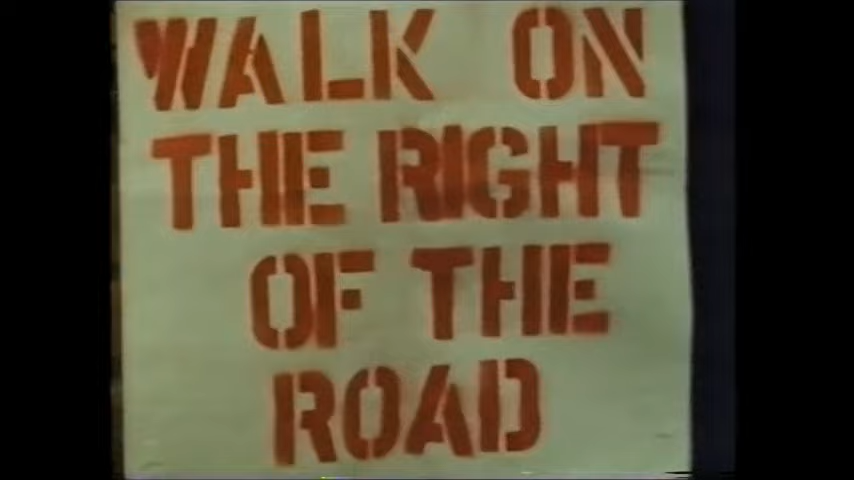 WALK ON
THE RIGHT
OF THE
ROAD